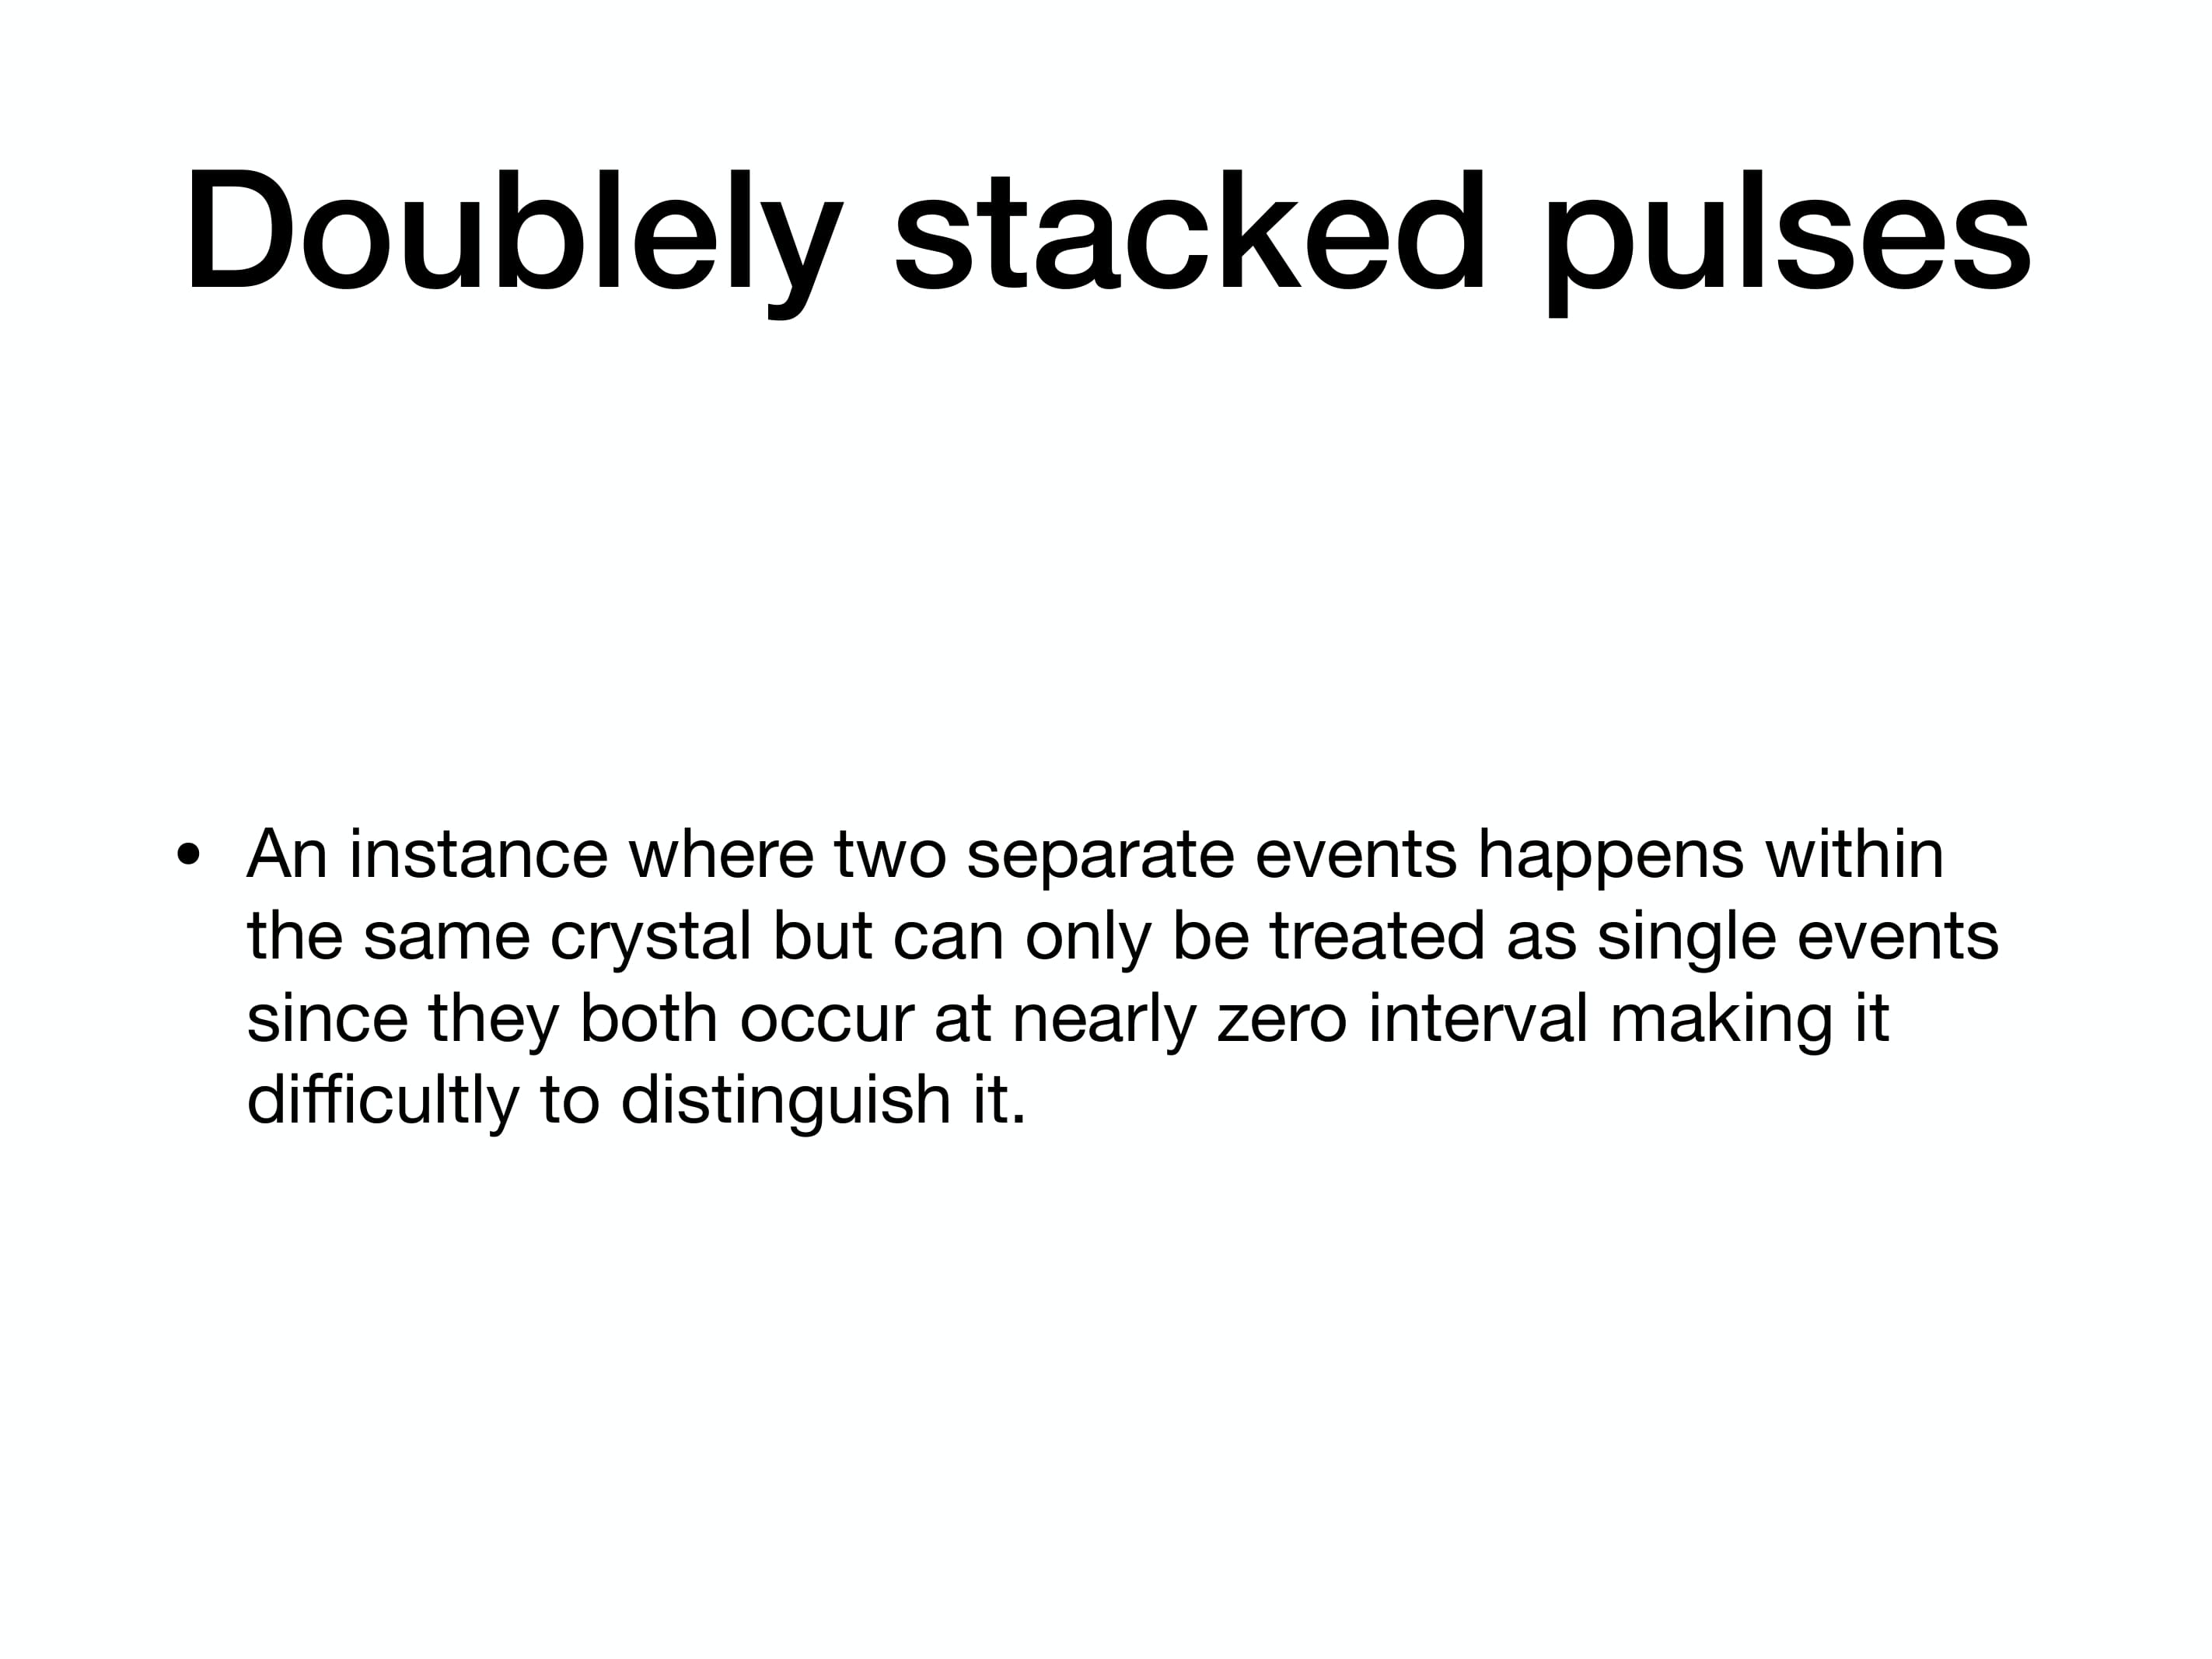 Doublely stacked pulses
• An instance where two separate events happens within
the same crystal but can only be treated as single events
since they both occur at nearly zero interval making it
difficultly to distinguish it.